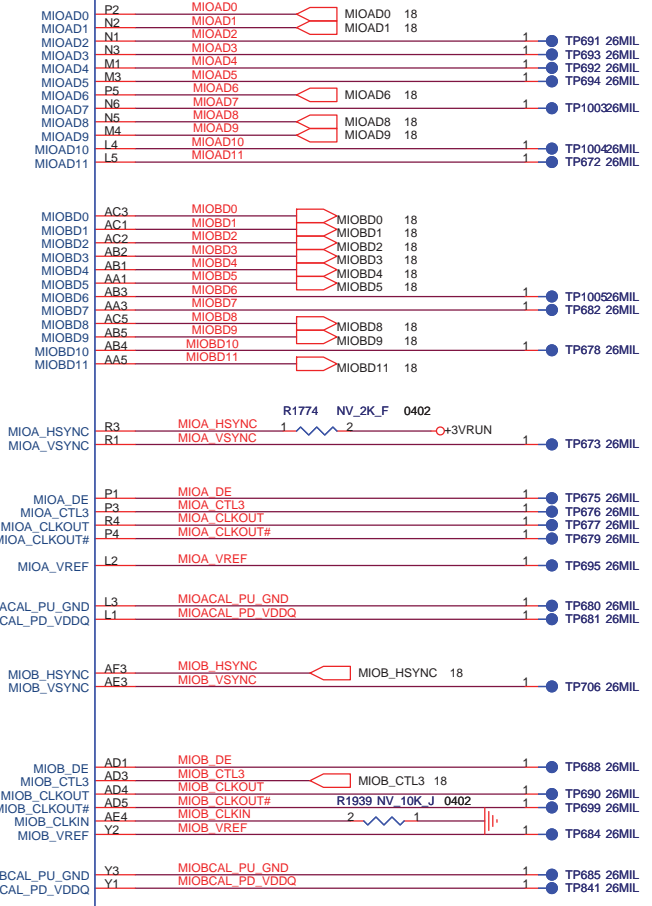 MIOAD0 P2 MIOAD0 MIOAD0 18
MIOAD1 N2 MIOAD1 MIOAD1 18
MIOAD2 N1 MIOAD2 1 TP691 26MIL
MIOAD3 N3 MIOAD3 1 TP693 26MIL
MIOAD4 M1 MIOAD4 1 TP692 26MIL
MIOAD5 M3 MIOAD5 1 TP694 26MIL
MIOAD6 P5 MIOAD6 MIOAD6 18
MIOAD7 N6 MIOAD7 1 TP100326MIL
MIOAD8 N5 MIOAD8 MIOAD8 18
MIOAD9 M4 MIOAD9 MIOAD9 18
MIOAD10 L4 MIOAD10 1 TP100426MIL
MIOAD11 L5 MIOAD11 1 TP672 26MIL
MIOBD0 AC3 MIOBD0 MIOBD0 18
MIOBD1 AC1 MIOBD1 MIOBD1 18
MIOBD2 AC2 MIOBD2 MIOBD2 18
MIOBD3 AB2 MIOBD3 MIOBD3 18
MIOBD4 AB1 MIOBD4 MIOBD4 18
MIOBD5 AA1 MIOBD5 MIOBD5 18
MIOBD6 AB3 MIOBD6 1 TP100526MIL
MIOBD7 AA3 MIOBD7 1 TP682 26MIL
MIOBD8 AC5 MIOBD8 MIOBD8 18
MIOBD9 AB5 MIOBD9 MIOBD9 18
MIOBD10 AB4 MIOBD10 1 TP678 26MIL
MIOBD11 AA5 MIOBD11 MIOBD11 18
R1774 NV_2K_F 0402
MIOA_HSYNC R3 MIOA_HSYNC 1 2 +3VRUN
MIOA_VSYNC R1 MIOA_VSYNC 1 TP673 26MIL
MIOA_DE P1 MIOA_DE 1 TP675 26MIL
MIOA_CTL3 P3 MIOA_CTL3 1 TP676 26MIL
MIOA_CLKOUT R4 MIOA_CLKOUT 1 TP677 26MIL
MIOA_CLKOUT# P4 MIOA_CLKOUT# 1 TP679 26MIL
MIOA_VREF L2 MIOA_VREF 1 TP695 26MIL
ACAL_PU_GND L3 MIOACAL_PU_GND 1 TP680 26MIL
CAL_PD_VDDQ L1 MIOACAL_PD_VDDQ 1 TP681 26MIL
MIOB_HSYNC AF3 MIOB_HSYNC MIOB_HSYNC 18
MIOB_VSYNC AE3 MIOB_VSYNC 1 TP706 26MIL
MIOB_DE AD1 MIOB_DE 1 TP688 26MIL
MIOB_CTL3 AD3 MIOB_CTL3 MIOB_CTL3 18
MIOB_CLKOUT AD4 MIOB_CLKOUT 1 TP690 26MIL
MIOB_CLKOUT# AD5 MIOB_CLKOUT# R1939 NV_10K_J 0402 1 TP699 26MIL
MIOB_CLKIN AE4 MIOB_CLKIN 2 1
MIOB_VREF Y2 MIOB_VREF 1 TP684 26MIL
BCAL_PU_GND Y3 MIOBCAL_PU_GND 1 TP685 26MIL
CAL_PD_VDDQ Y1 MIOBCAL_PD_VDDQ 1 TP841 26MIL